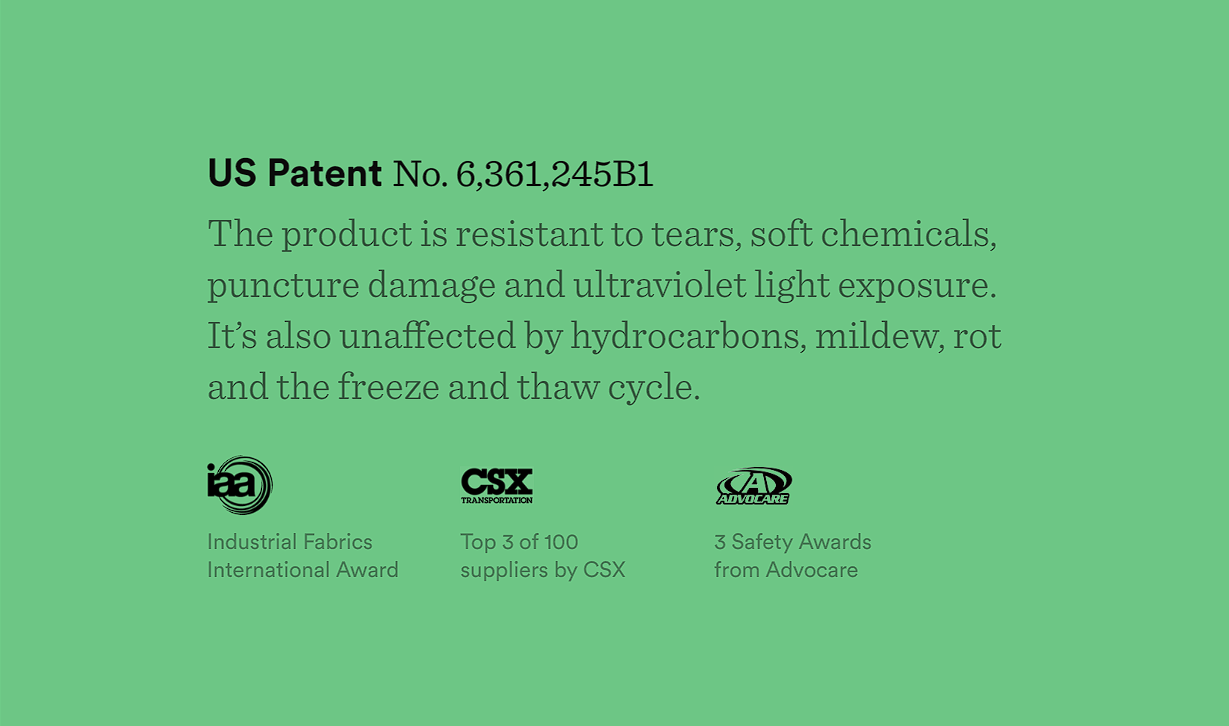 US Patent No. 6,361,245B1
The product is resistant to tears, soft chemicals,
puncture damage and ultraviolet light exposure.
It’s also unaffected by hydrocarbons, mildew, rot
and the freeze and thaw cycle.
iaa
Industrial Fabrics
International Award
CSX
TRANSPORTATION
Top 3 of 100
suppliers by CSX
A
ADVOCARE
3 Safety Awards
from Advocare